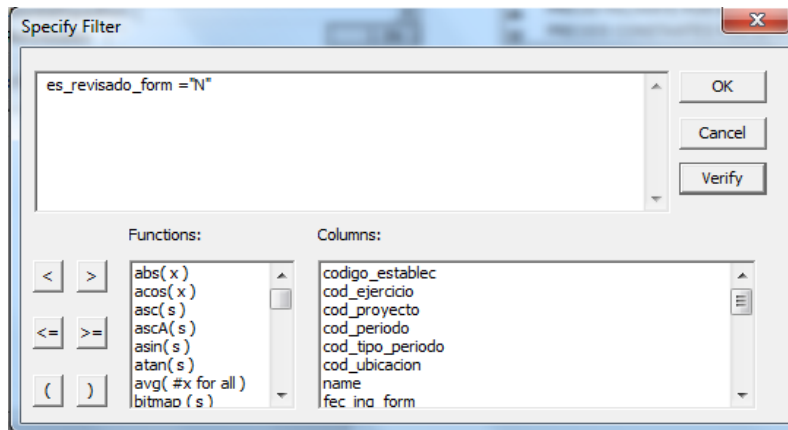 Specify Filter
es_revisado_form ="N"
OK
Cancel
Verify
Functions:
Columns:
< >
<= >=
( )
abs( x )
acos( x )
asc( s )
ascA( s )
asin( s )
atan( s )
avg( #x for all )
bitmap ( s )
codigo_establec
cod_ejercicio
cod_proyecto
cod_periodo
cod_tipo_periodo
cod_ubicacion
name
fec_ing_form